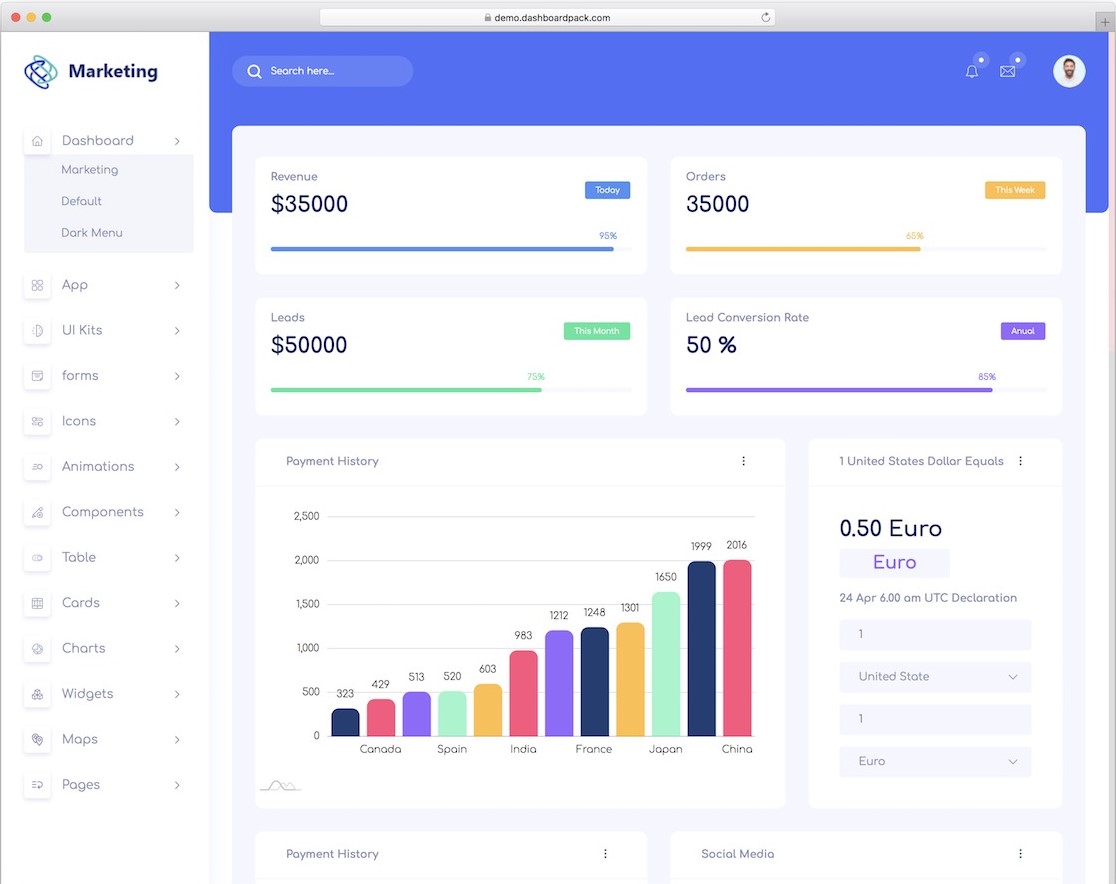 demo.dashboardpack.com
Marketing
Search here...
Dashboard
Marketing
Default
Dark Menu
App
UI Kits
forms
Icons
Animations
Components
Table
Cards
Charts
Widgets
Maps
Pages
Revenue
$35000
Today
95%
Orders
35000
This Week
65%
Leads
$50000
This Month
75%
Lead Conversion Rate
50 %
Anual
85%
Payment History
2,500
2,000
1,500
1,000
500
0
323
429
513
520
603
983
1212
1248
1301
1650
1999
2016
Canada Spain India France Japan China
1 United States Dollar Equals
0.50 Euro
Euro
24 Apr 6.00 am UTC Declaration
1
United State
1
Euro
Payment History
Social Media